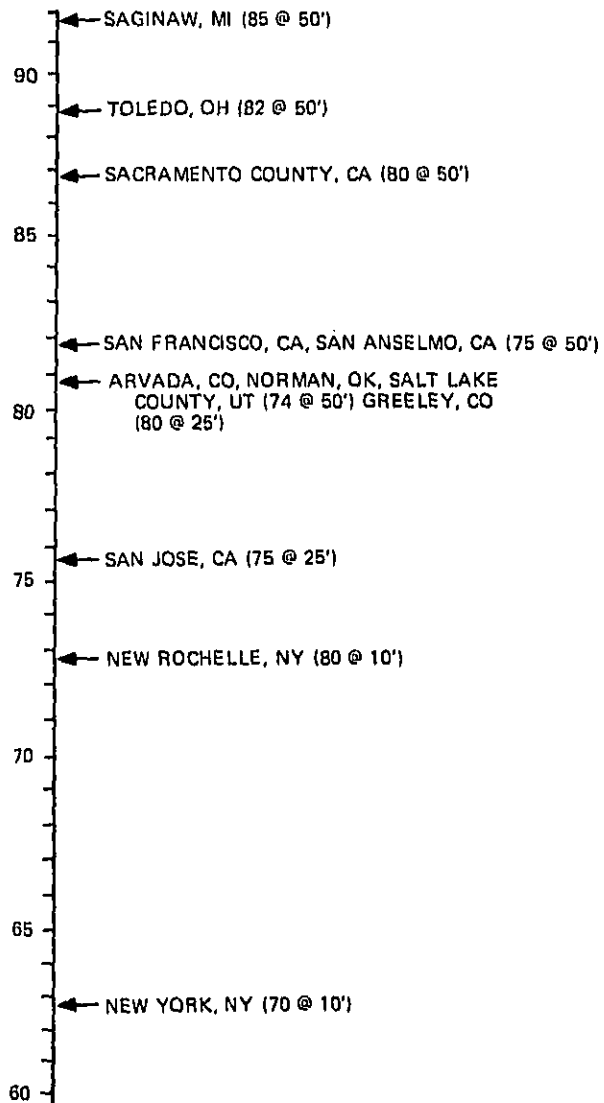 SAGINAW, MI (85 @ 50')
90
TOLEDO, OH (82 @ 50')
SACRAMENTO COUNTY, CA (80 @ 50')
85
SAN FRANCISCO, CA, SAN ANSELMO, CA (75 @ 50')
ARVADA, CO, NORMAN, OK, SALT LAKE
80
COUNTY, UT (74 @ 50') GREELEY, CO
(80 @ 25')
SAN JOSE, CA (75 @ 25')
75
NEW ROCHELLE, NY (80 @ 10')
70
65
NEW YORK, NY (70 @ 10')
60